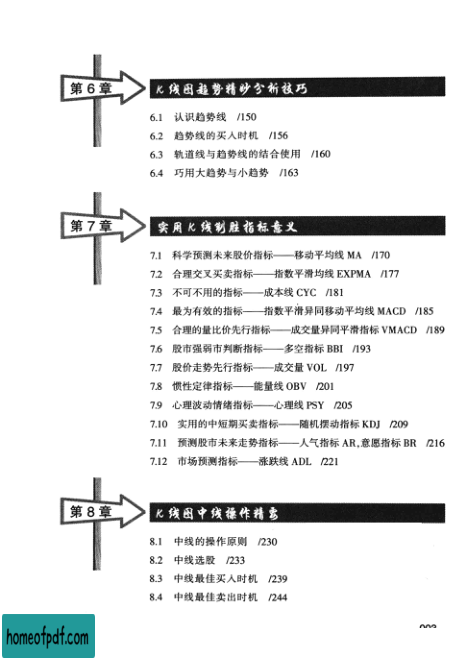 第6章 K线图趋势精妙分析技巧
6.1 认识趋势线 /150
6.2 趋势线的买入时机 /156
6.3 轨道线与趋势线的结合使用 /160
6.4 巧用大趋势与小趋势 /163
第7章 实用K线制胜指标意义
7.1 科学预测未来股价指标——移动平均线 MA /170
7.2 合理交叉买卖指标——指数平滑均线 EXPMA /177
7.3 不可不用的指标——成本线 CYC /181
7.4 最为有效的指标——指数平滑异同移动平均线 MACD /185
7.5 合理的量比价先行指标——成交量异同平滑指标 VMACD /189
7.6 股市强弱市判断指标——多空指标 BBI /193
7.7 股价走势先行指标——成交量 VOL /197
7.8 惯性定律指标——能量线 OBV /201
7.9 心理波动情绪指标——心理线 PSY /205
7.10 实用的中短期买卖指标——随机摆动指标 KDJ /209
7.11 预测股市未来走势指标——人气指标 AR,意愿指标 BR /216
7.12 市场预测指标——涨跌线 ADL /221
第8章 K线图中线操作精要
8.1 中线的操作原则 /230
8.2 中线选股 /233
8.3 中线最佳买入时机 /239
8.4 中线最佳卖出时机 /244
homeofpdf.com